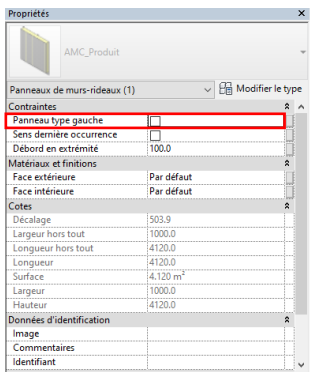 Propriétés
AMC_Produit
Panneaux de murs-rideaux (1) Modifier le type
Contraintes
Panneau type gauche
Sens dernière occurrence
Débord en extrémité 100.0
Matériaux et finitions
Face extérieure Par défaut
Face intérieure Par défaut
Cotes
Décalage 503.9
Largeur hors tout 1000.0
Longueur hors tout 4120.0
Longueur 4120.0
Surface 4.120 m²
Largeur 1000.0
Hauteur 4120.0
Données d'identification
Image
Commentaires
Identifiant